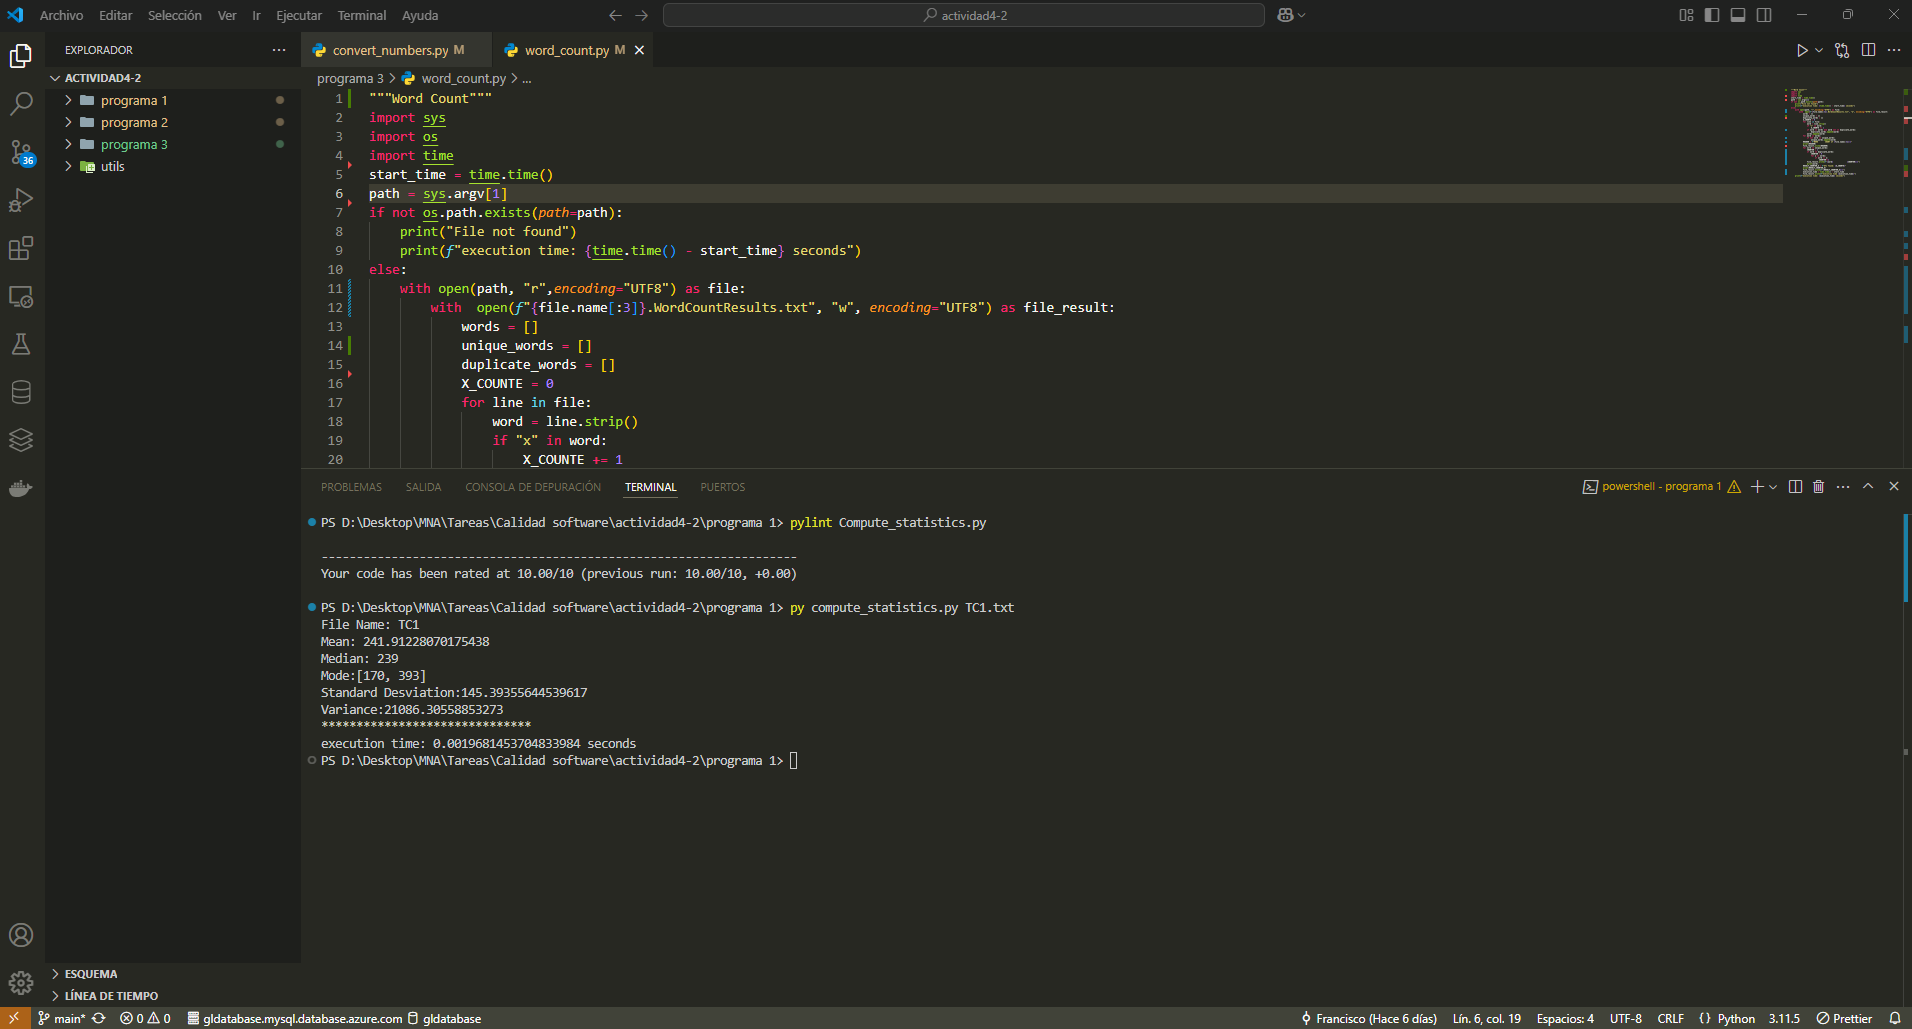 Archivo Editar Selección Ver Ir Ejecutar Terminal Ayuda
actividad4-2
EXPLORADOR
ACTIVIDAD4-2
programa 1
programa 2
programa 3
utils
36
convert_numbers.py M
word_count.py M
programa 3 > word_count.py > ...
1 """Word Count"""
2 import sys
3 import os
4 import time
5 start_time = time.time()
6 path = sys.argv[1]
7 if not os.path.exists(path=path):
8 print("File not found")
9 print(f"execution time: {time.time() - start_time} seconds")
10 else:
11 with open(path, "r",encoding="UTF8") as file:
12 with  open(f"{file.name[:3]}.WordCountResults.txt", "w", encoding="UTF8") as file_result:
13 words = []
14 unique_words = []
15 duplicate_words = []
16 X_COUNTE = 0
17 for line in file:
18 word = line.strip()
19 if "x" in word:
20 X_COUNTE += 1
PROBLEMAS SALIDA CONSOLA DE DEPURACIÓN TERMINAL PUERTOS
powershell - programa 1
PS D:\Desktop\MNA\Tareas\Calidad software\actividad4-2\programa 1> pylint Compute_statistics.py
--------------------------------------------------------------------
Your code has been rated at 10.00/10 (previous run: 10.00/10, +0.00)
PS D:\Desktop\MNA\Tareas\Calidad software\actividad4-2\programa 1> py compute_statistics.py TC1.txt
File Name: TC1
Mean: 241.91228070175438
Median: 239
Mode:[170, 393]
Standard Desviation:145.39355644539617
Variance:21086.30558853273
******************************
execution time: 0.0019681453704833984 seconds
PS D:\Desktop\MNA\Tareas\Calidad software\actividad4-2\programa 1>
ESQUEMA
LÍNEA DE TIEMPO
main* 0 0 gldatabase.mysql.database.azure.com gldatabase
Francisco (Hace 6 días) Lín. 6, col. 19 Espacios: 4 UTF-8 CRLF {} Python 3.11.5 Prettier